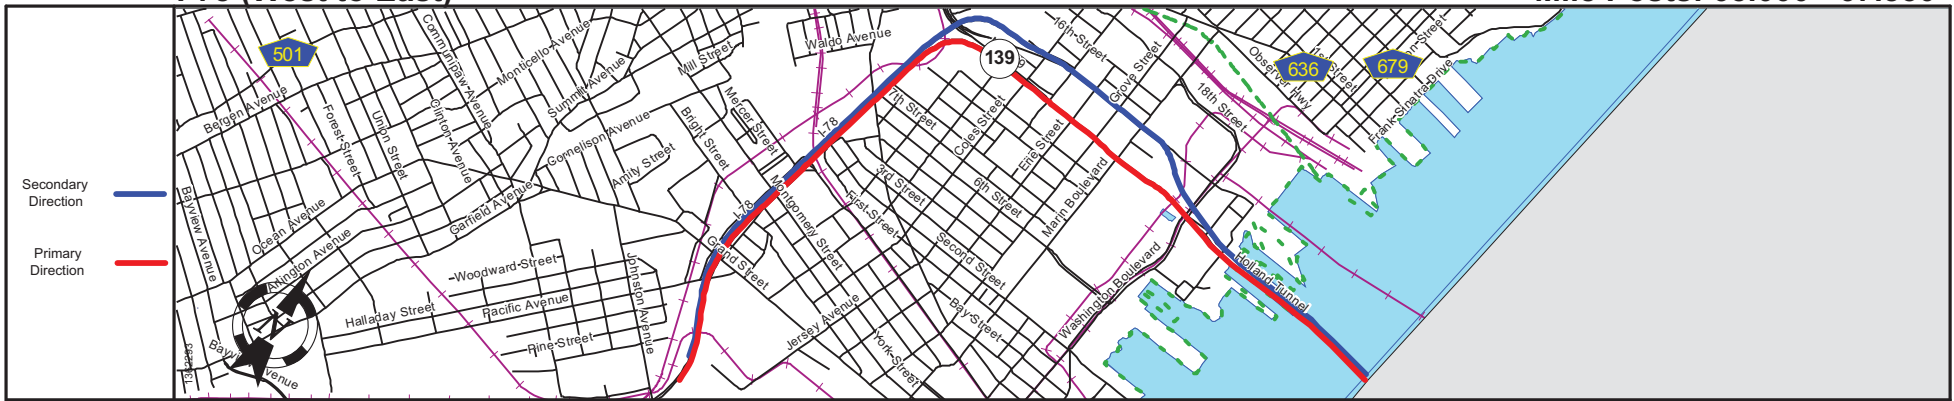 Secondary
Direction
Primary
Direction
501
139
636
679
Bergen Avenue
Communipaw Avenue
Monticello Avenue
Summit Avenue
Mill Street
Waldo Avenue
16th Street
Grove Street
Observer Hwy
1st Street
Frank Sinatra Drive
18th Street
Forest Street
Union Street
Clinton Avenue
Cornelison Avenue
Bright Street
Mercer Street
I-78
7th Street
Coles Street
Erie Street
Amity Street
Bayview Avenue
Ocean Avenue
Arlington Avenue
Garfield Avenue
I-78
Montgomery Street
3rd Street
First Street
6th Street
Marin Boulevard
Grand Street
Second Street
Woodward Street
Johnston Avenue
Washington Boulevard
Holland Tunnel
Halladay Street
Pacific Avenue
Pine Street
Jersey Avenue
York Street
Bay Street
N